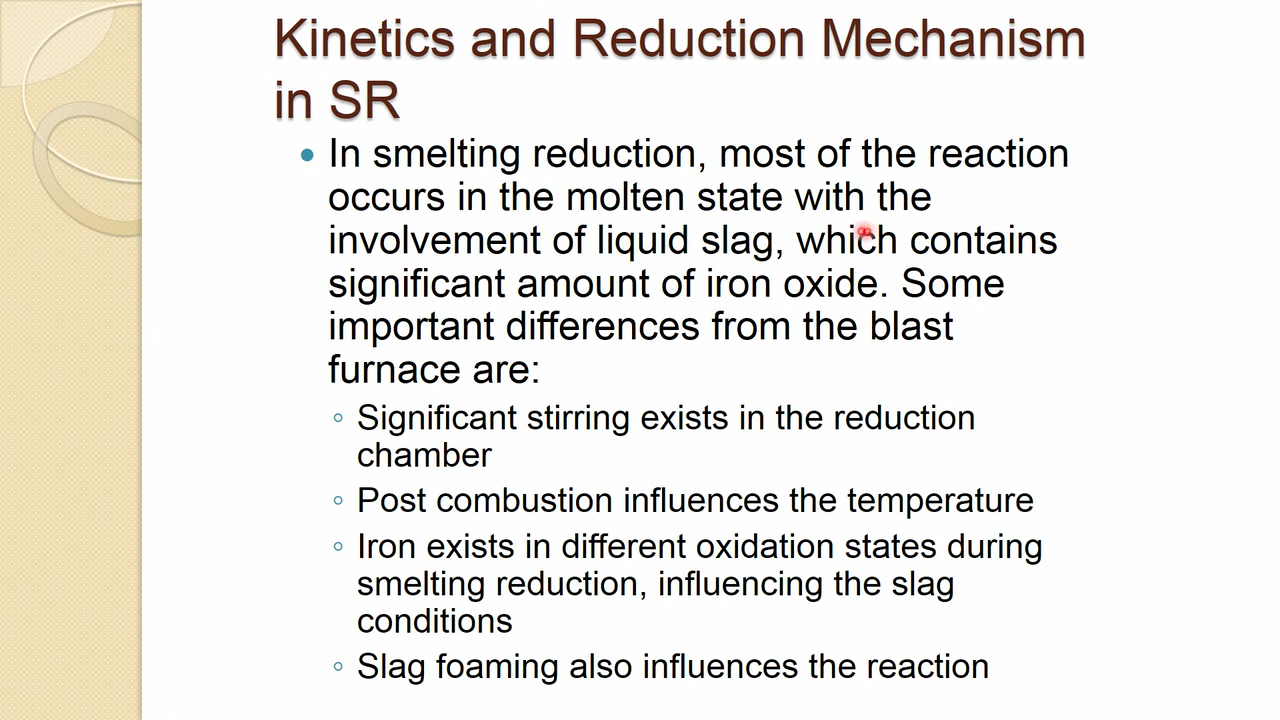 Kinetics and Reduction Mechanism
in SR
• In smelting reduction, most of the reaction
occurs in the molten state with the
involvement of liquid slag, which contains
significant amount of iron oxide. Some
important differences from the blast
furnace are:
◦ Significant stirring exists in the reduction
chamber
◦ Post combustion influences the temperature
◦ Iron exists in different oxidation states during
smelting reduction, influencing the slag
conditions
◦ Slag foaming also influences the reaction